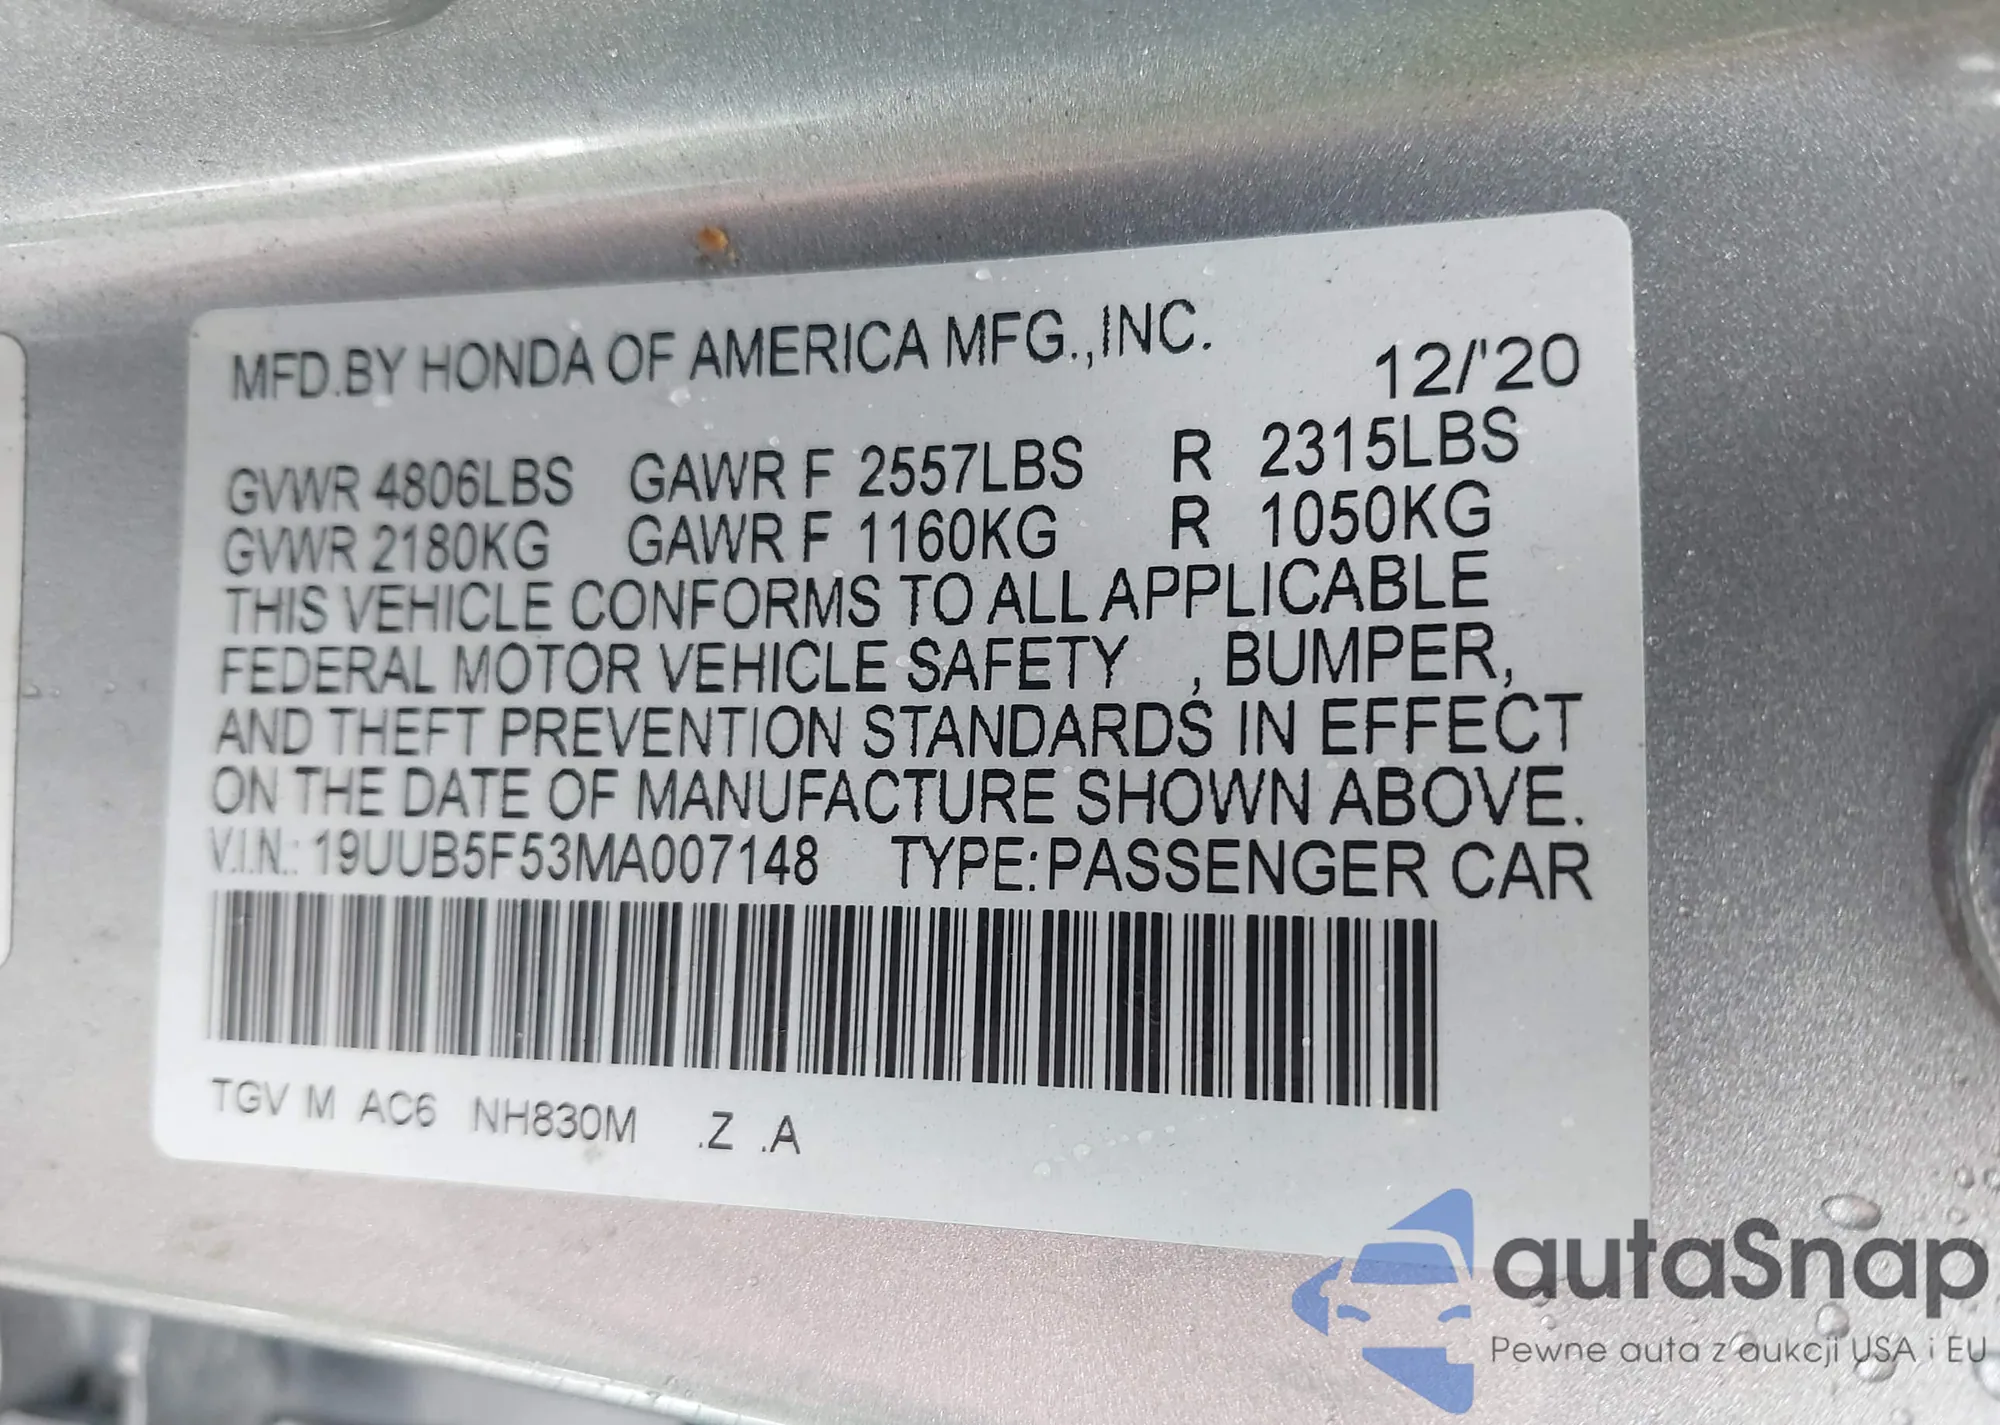 MFD.BY HONDA OF AMERICA MFG.,INC. 12/'20
GVWR 4806LBS GAWR F 2557LBS R 2315LBS
GVWR 2180KG GAWR F 1160KG R 1050KG
THIS VEHICLE CONFORMS TO ALL APPLICABLE
FEDERAL MOTOR VEHICLE SAFETY , BUMPER,
AND THEFT PREVENTION STANDARDS IN EFFECT
ON THE DATE OF MANUFACTURE SHOWN ABOVE.
V.I.N.: 19UUB5F53MA007148 TYPE:PASSENGER CAR
TGV M AC6 NH830M .Z .A
autaSnap
Pewne auta z aukcji USA i EU